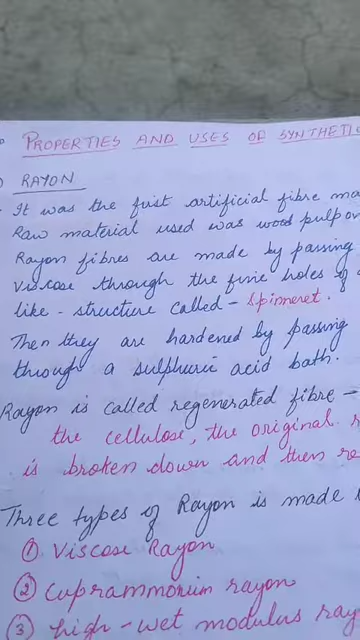 PROPERTIES AND USES OF SYNTHETIC
RAYON
It was the first artificial fibre
Raw material used was wood pulp or
Rayon fibres are made by passing
viscose through the fine holes of
like - structure called - Spinneret.
Then they are hardened by passing
through a sulphuric acid bath.
Rayon is called regenerated fibre -
the cellulose, the original
is broken down and then
Three types of Rayon is made
① Viscose Rayon
② Cuprammonium rayon
③ high - wet modulus